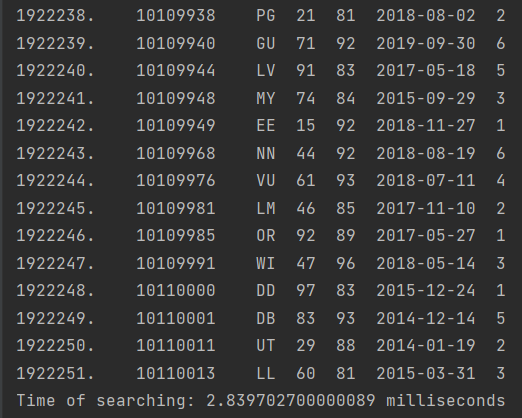 1922238. 10109938 PG 21 81 2018-08-02 2
1922239. 10109940 GU 71 92 2019-09-30 6
1922240. 10109944 LV 91 83 2017-05-18 5
1922241. 10109948 MY 74 84 2015-09-29 3
1922242. 10109949 EE 15 92 2018-11-27 1
1922243. 10109968 NN 44 92 2018-08-19 6
1922244. 10109976 VU 61 93 2018-07-11 4
1922245. 10109981 LM 46 85 2017-11-10 2
1922246. 10109985 OR 92 89 2017-05-27 1
1922247. 10109991 WI 47 96 2018-05-14 3
1922248. 10110000 DD 97 83 2015-12-24 1
1922249. 10110001 DB 83 93 2014-12-14 5
1922250. 10110011 UT 29 88 2014-01-19 2
1922251. 10110013 LL 60 81 2015-03-31 3
Time of searching: 2.839702700000089 milliseconds